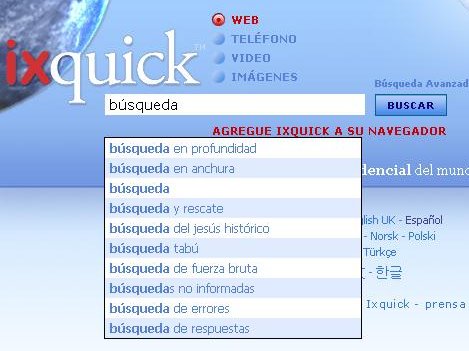 ixquick™
WEB
TELÉFONO
VIDEO
IMÁGENES
Búsqueda Avanzad
búsqueda
BUSCAR
AGREGUE IXQUICK A SU NAVEGADOR
búsqueda en profundidad
búsqueda en anchura
búsqueda
búsqueda y rescate
búsqueda del jesús histórico
búsqueda tabú
búsqueda de fuerza bruta
búsquedas no informadas
búsqueda de errores
búsqueda de respuestas
dencial del mund
glish UK - Español
- Norsk - Polski
Türkçe
- 한글
Ixquick - prensa